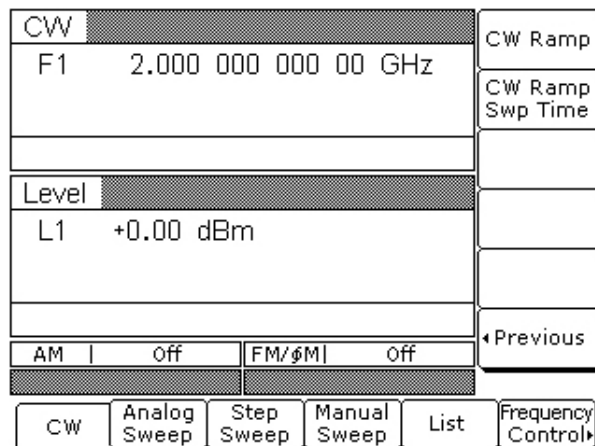 CW
F1 2.000 000 000 00 GHz
Level
L1 +0.00 dBm
AM | Off
FM/ϕM| Off
CW Ramp
CW Ramp
Swp Time
◂Previous
CW
Analog
Sweep
Step
Sweep
Manual
Sweep
List
Frequency
Control▸